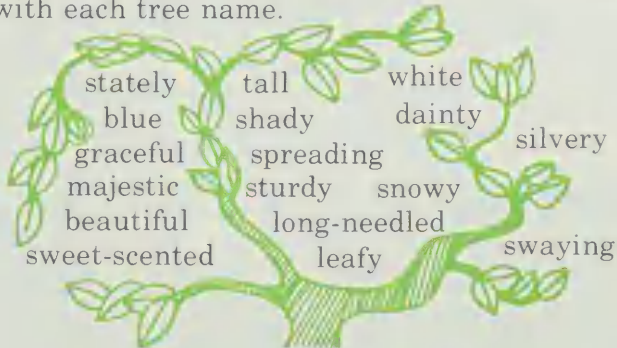 with each tree name.
stately tall white
blue shady dainty
graceful spreading silvery
majestic sturdy snowy
beautiful long-needled
sweet-scented leafy swaying